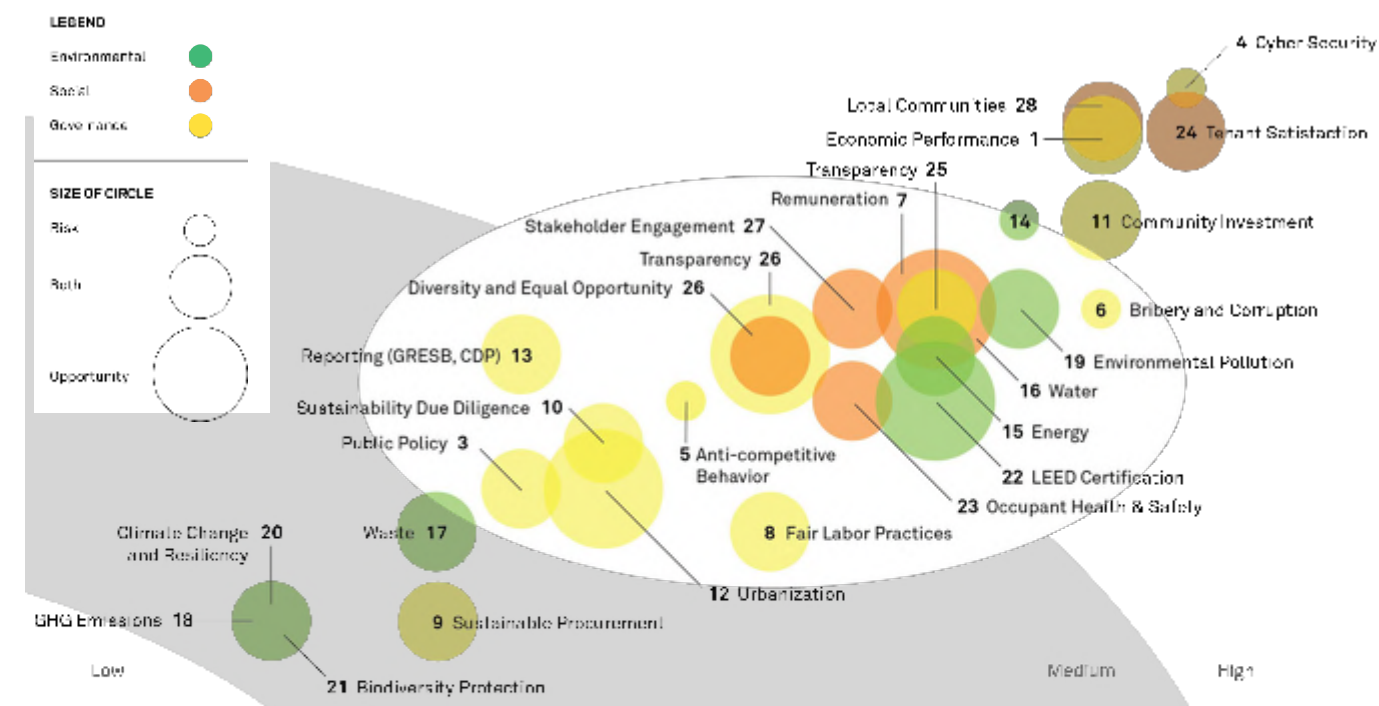 LEGEND
Environmental
Social
Governance
SIZE OF CIRCLE
Risk
Both
Opportunity
4 Cyber Security
Local Communities 28
Economic Performance 1
24 Tenant Satisfaction
Transparency 25
Remuneration 7
14
11 Community Investment
Stakeholder Engagement 27
Transparency 26
Diversity and Equal Opportunity 26
6 Bribery and Corruption
Reporting (GRESB, CDP) 13
19 Environmental Pollution
16 Water
Sustainability Due Diligence 10
15 Energy
Public Policy 3
5 Anti-competitive
Behavior
22 LEED Certification
23 Occupant Health & Safety
Climate Change 20
and Resiliency
Waste 17
8 Fair Labor Practices
12 Urbanization
GHG Emissions 18
9 Sustainable Procurement
Low
Medium
High
21 Biodiversity Protection